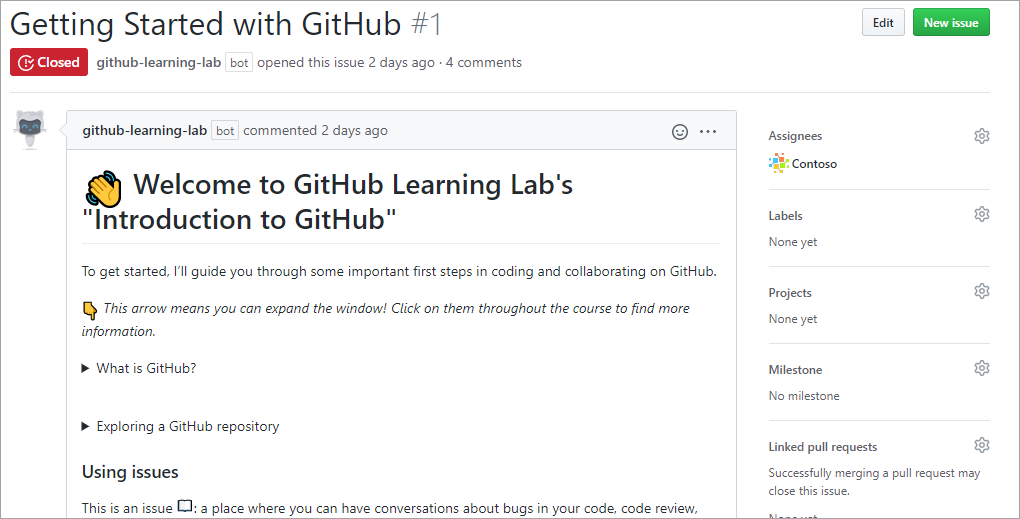 Getting Started with GitHub #1
Edit
New issue
Closed github-learning-lab bot opened this issue 2 days ago · 4 comments
github-learning-lab bot commented 2 days ago
Welcome to GitHub Learning Lab's
"Introduction to GitHub"
To get started, I'll guide you through some important first steps in coding and collaborating on GitHub.
This arrow means you can expand the window! Click on them throughout the course to find more
information.
What is GitHub?
Exploring a GitHub repository
Using issues
This is an issue : a place where you can have conversations about bugs in your code, code review,
Assignees
Contoso
Labels
None yet
Projects
None yet
Milestone
No milestone
Linked pull requests
Successfully merging a pull request may
close this issue.
None yet